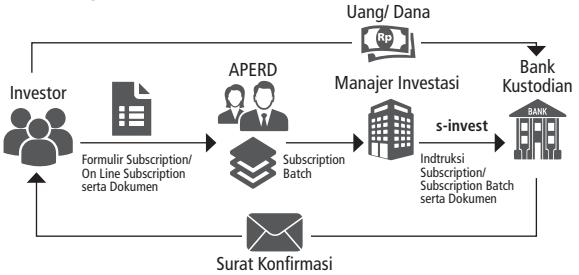 Uang/ Dana
Rp
APERD
Manajer Investasi
Bank
Kustodian
Investor
BANK
s-invest
Formulir Subscription/
On Line Subscription
serta Dokumen
Subscription
Batch
Indtruksi
Subscription/
Subscription Batch
serta Dokumen
Surat Konfirmasi